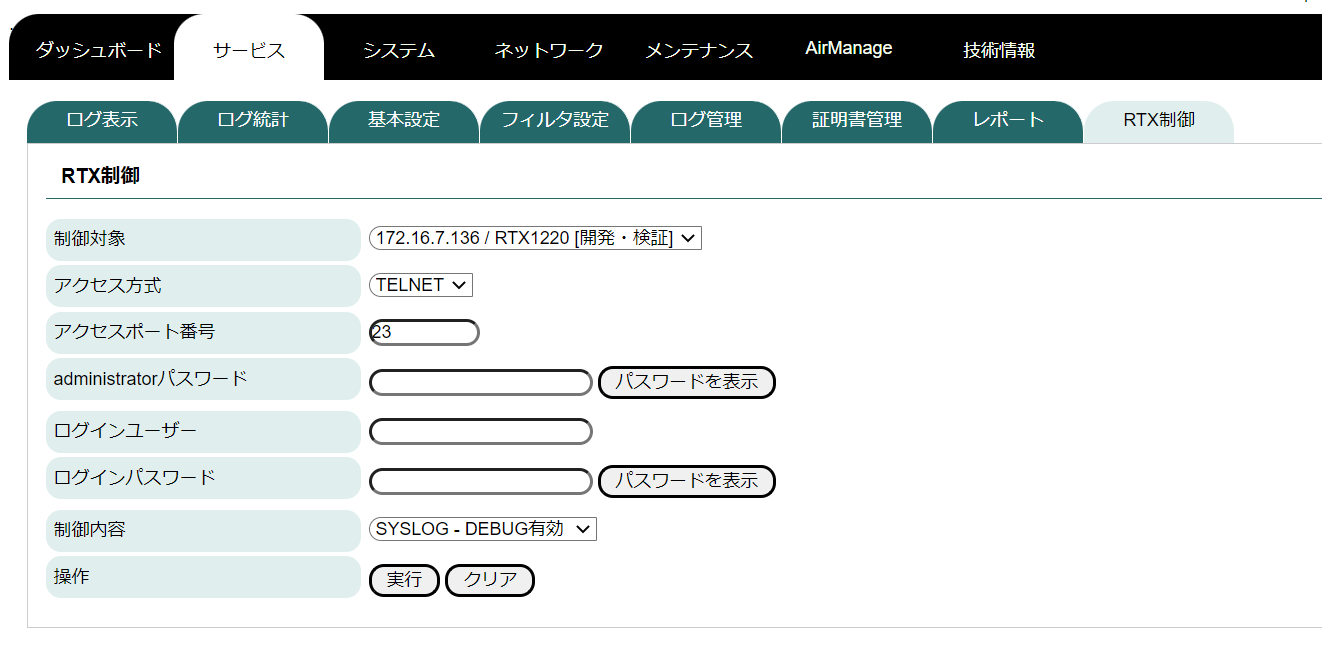 ダッシュボード サービス システム ネットワーク メンテナンス AirManage 技術情報
ログ表示 ログ統計 基本設定 フィルタ設定 ログ管理 証明書管理 レポート RTX制御
RTX制御
制御対象 172.16.7.136 / RTX1220 [開発・検証]
アクセス方式 TELNET
アクセスポート番号 23
administratorパスワード パスワードを表示
ログインユーザー
ログインパスワード パスワードを表示
制御内容 SYSLOG - DEBUG有効
操作 実行 クリア